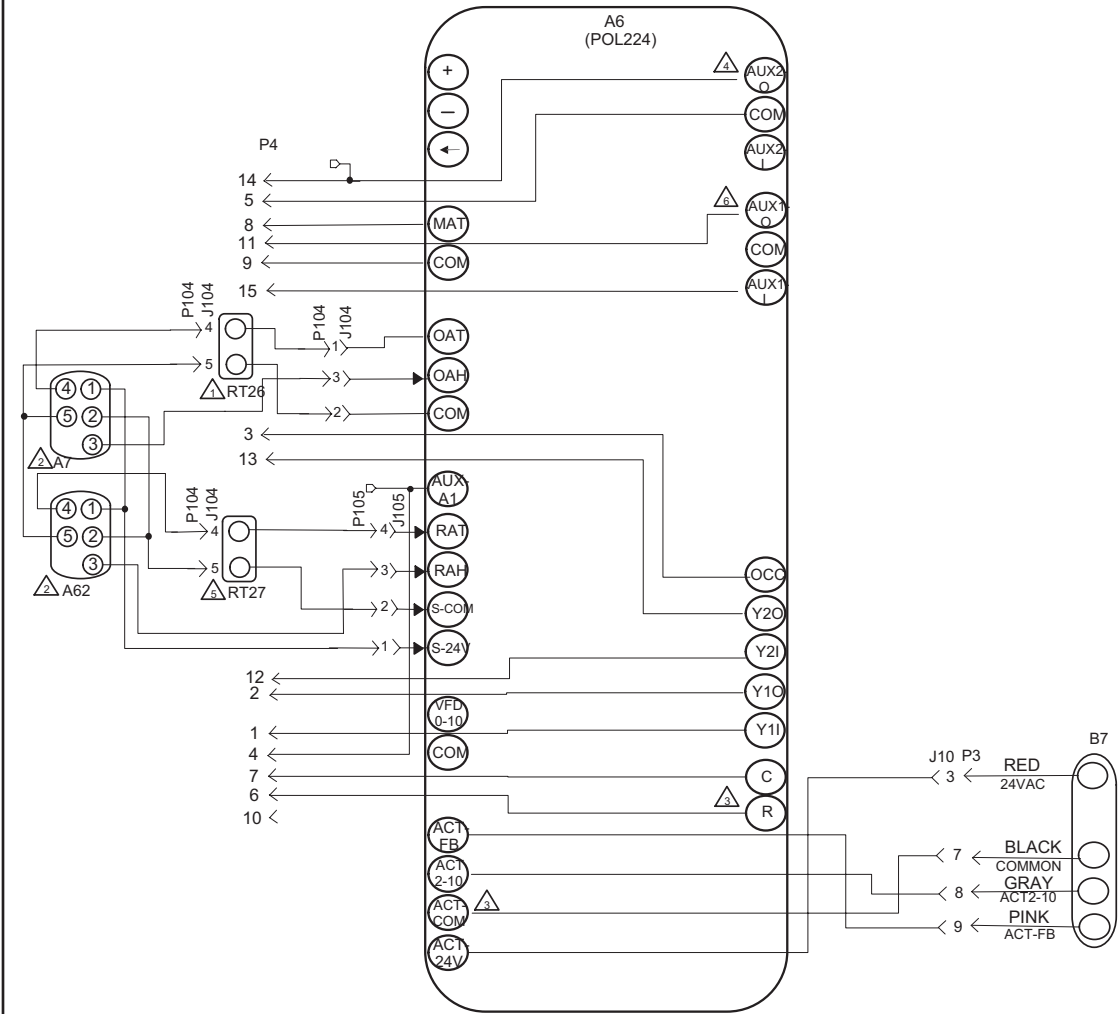 A6
(POL224)
+
–
←
4
AUX2
O
COM
AUX2
I
P4
14
5
8
11
9
15
MAT
COM
6
AUX1
O
COM
AUX1
I
P104
J104
4
5
1 RT26
P104
J104
1
3
2
OAT
OAH
COM
4 1
5 2
3
2 A7
3
13
AUX-
A1
RAT
RAH
S-COM
S-24V
4 1
5 2
3
2 A62
P104
J104
4
5
5 RT27
P105
J105
4
3
2
1
OCC
Y2O
Y2I
Y1O
Y1I
C
3
R
12
2
1
4
7
6
10
VFD
0-10
COM
ACT-
FB
ACT
2-10
ACT-
COM
3
ACT-
24V
B7
J10 P3
3 RED
24VAC
7 BLACK
COMMON
8 GRAY
ACT2-10
9 PINK
ACT-FB